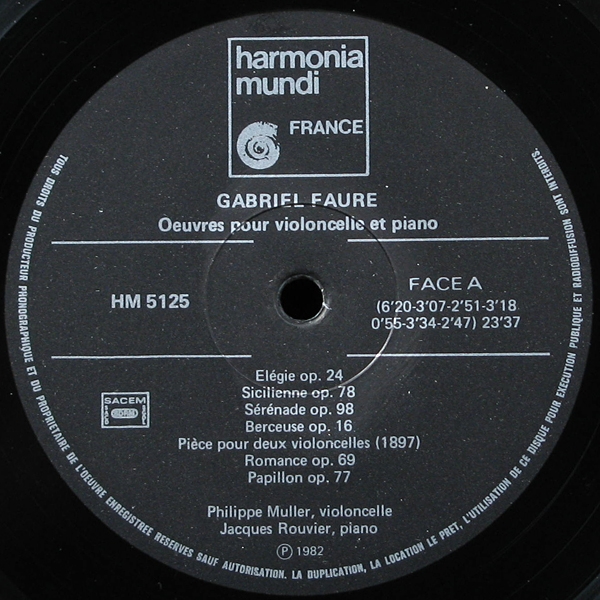 harmonia
mundi
FRANCE
GABRIEL FAURE
Oeuvres pour violoncelle et piano
HM 5125
FACE A
(6'20-3'07-2'51-3'18
0'55-3'34-2'47) 23'37
SACEM
Elégie op. 24
Sicilienne op. 78
Sérénade op. 98
Berceuse op. 16
Pièce pour deux violoncelles (1897)
Romance op. 69
Papillon op. 77
Philippe Muller, violoncelle
Jacques Rouvier, piano
℗ 1982
TOUS DROITS DU PRODUCTEUR PHONOGRAPHIQUE ET DU PROPRIETAIRE DE L'OEUVRE ENREGISTREE RESERVES SAUF AUTORISATION. LA DUPLICATION, LA LOCATION LE PRET, L'UTILISATION DE CE DISQUE POUR EXECUTION PUBLIQUE ET RADIODIFFUSION SONT INTERDITS.